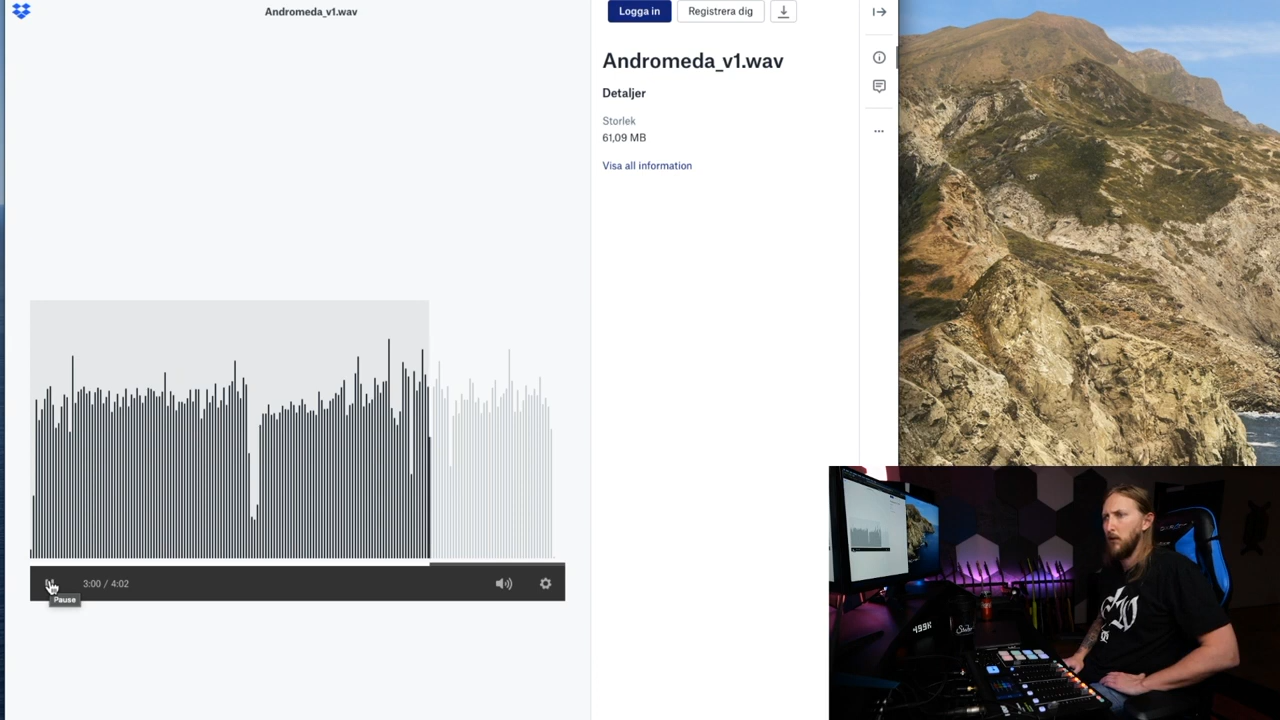 Andromeda_v1.wav
Logga in
Registrera dig
Andromeda_v1.wav
Detaljer
Storlek
61,09 MB
Visa all information
3:00 / 4:02
Pause